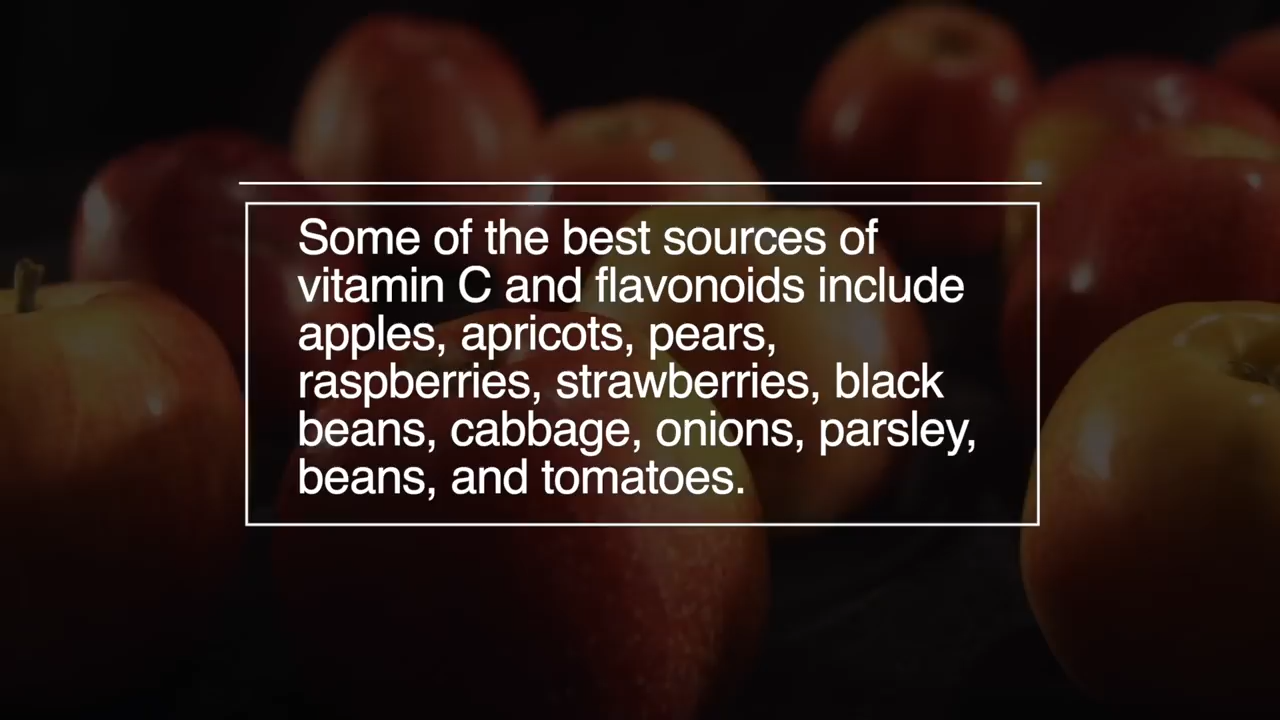 Some of the best sources of
vitamin C and flavonoids include
apples, apricots, pears,
raspberries, strawberries, black
beans, cabbage, onions, parsley,
beans, and tomatoes.